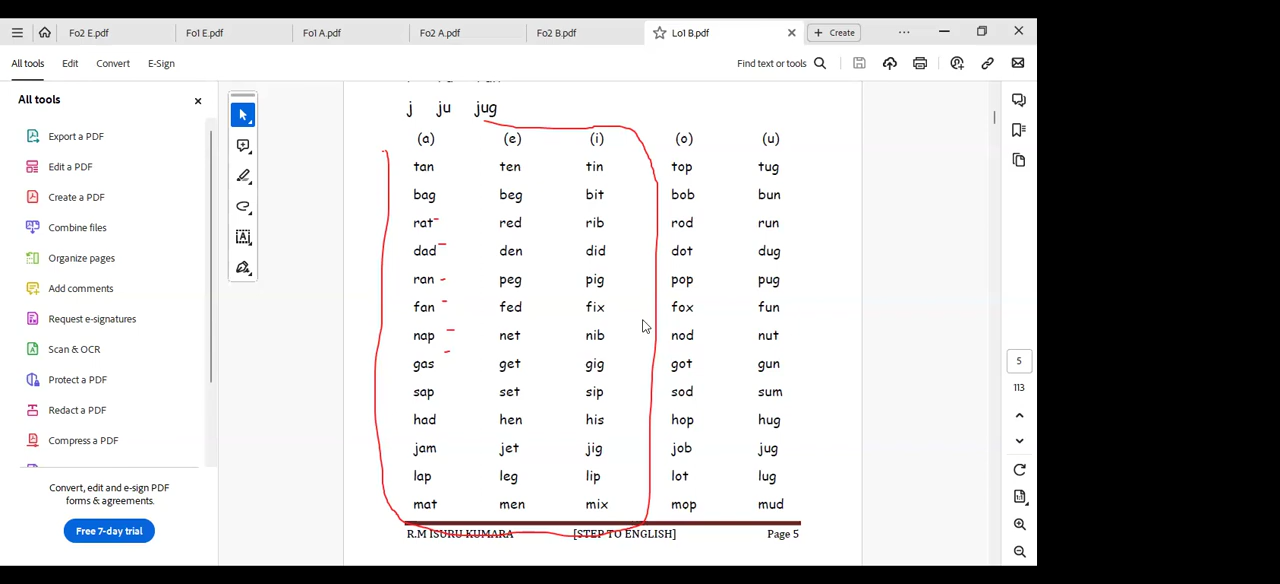 Fo2 E.pdf Fo1 E.pdf Fo1 A.pdf Fo2 A.pdf Fo2 B.pdf Lo1 B.pdf Create
All tools Edit Convert E-Sign Find text or tools
All tools
Export a PDF
Edit a PDF
Create a PDF
Combine files
Organize pages
Add comments
Request e-signatures
Scan & OCR
Protect a PDF
Redact a PDF
Compress a PDF
Convert, edit and e-sign PDF
forms & agreements.
Free 7-day trial
j ju jug
(a) (e) (i) (o) (u)
tan ten tin top tug
bag beg bit bob bun
rat red rib rod run
dad den did dot dug
ran peg pig pop pug
fan fed fix fox fun
nap net nib nod nut
gas get gig got gun
sap set sip sod sum
had hen his hop hug
jam jet jig job jug
lap leg lip lot lug
mat men mix mop mud
R.M ISURU KUMARA [STEP TO ENGLISH] Page 5
5
113